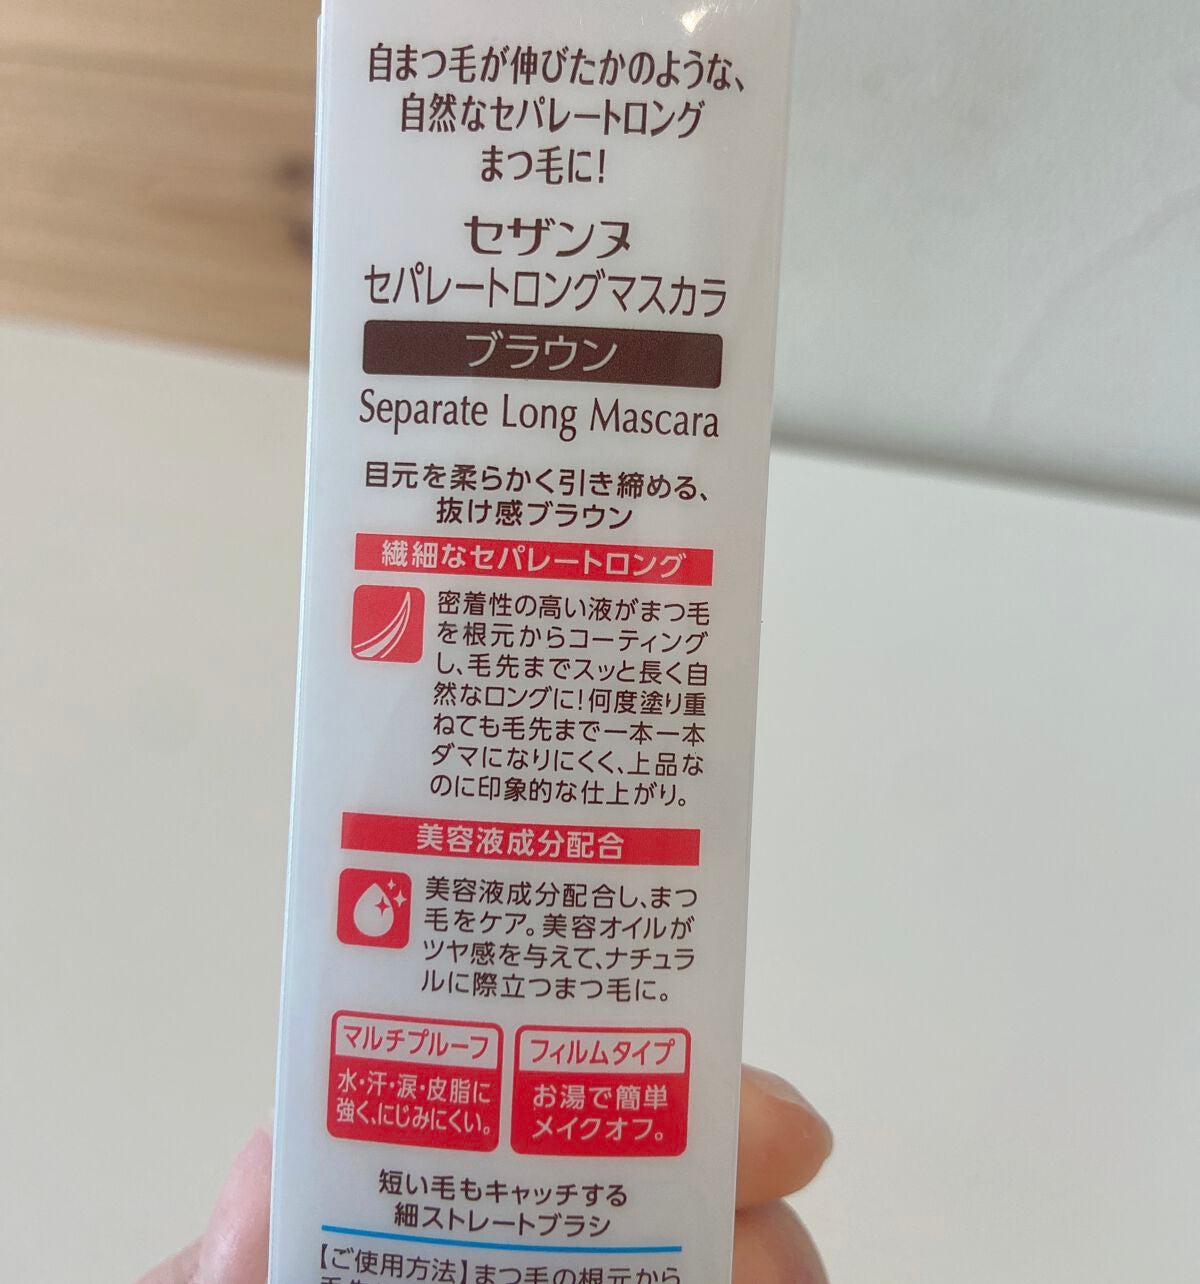 自まつ毛が伸びたかのような、
自然なセパレートロング
まつ毛に!
セザンヌ
セパレートロングマスカラ
ブラウン
Separate Long Mascara
目元を柔らかく引き締める、
抜け感ブラウン
繊細なセパレートロング
密着性の高い液がまつ毛
を根元からコーティング
し、毛先までスッと長く自
然なロングに!何度塗り重
ねても毛先まで一本一本
ダマになりにくく、上品な
のに印象的な仕上がり。
美容液成分配合
美容液成分配合し、まつ
毛をケア。美容オイルが
ツヤ感を与えて、ナチュラ
ルに際立つまつ毛に。
マルチプルーフ
水・汗・涙・皮脂に
強く、にじみにくい。
フィルムタイプ
お湯で簡単
メイクオフ。
短い毛もキャッチする
細ストレートブラシ
【ご使用方法】まつ毛の根元から